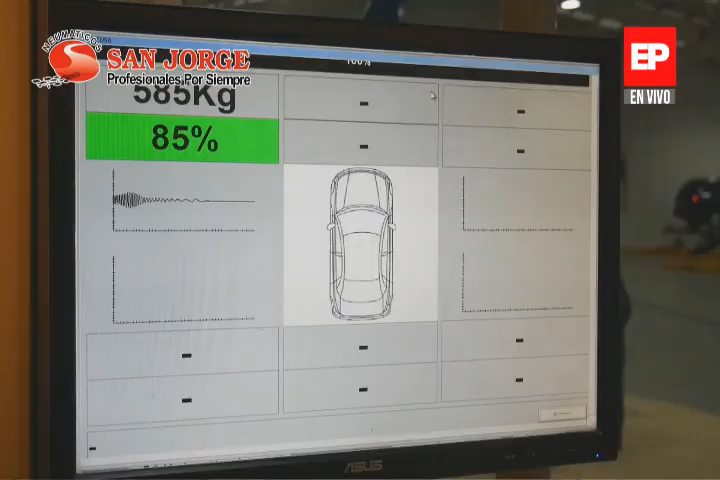 NEUMATICOS
SAN JORGE
Profesionales Por Siempre
EP
EN VIVO
100%
585Kg
85%
ASUS